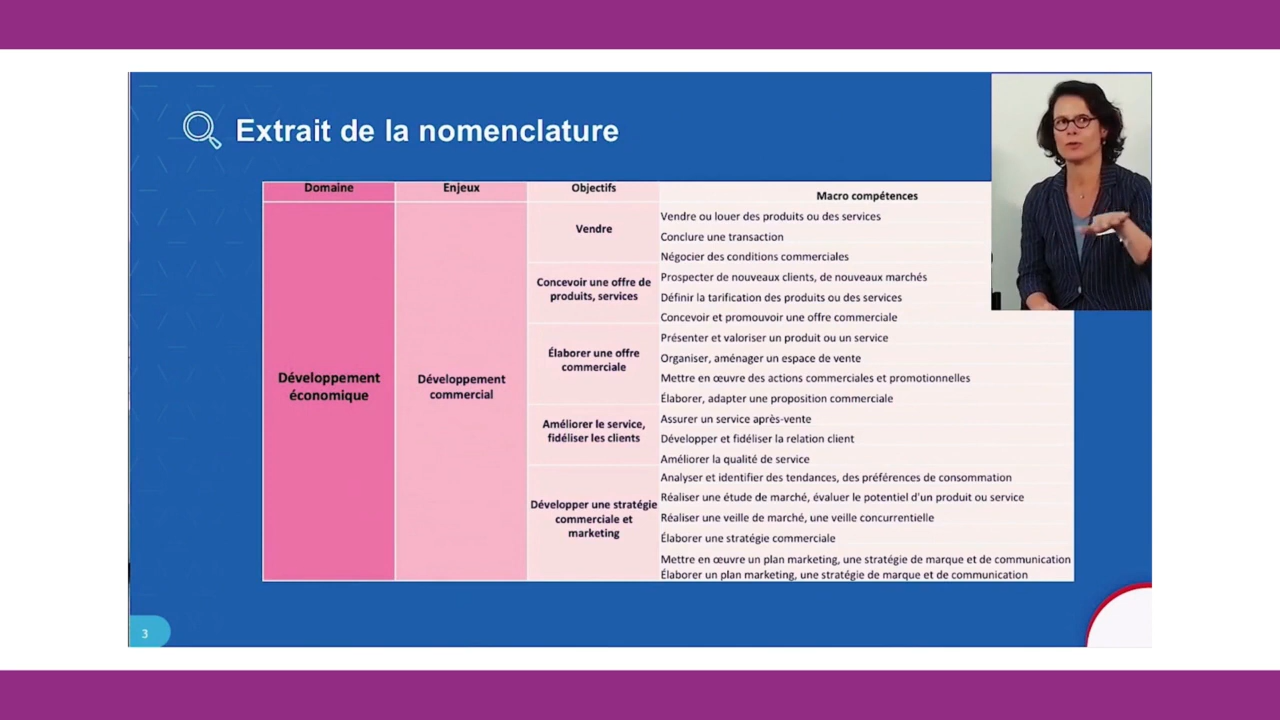 Extrait de la nomenclature
Domaine
Enjeux
Objectifs
Macro compétences
Développement
économique
Développement
commercial
Vendre
Vendre ou louer des produits ou des services
Conclure une transaction
Négocier des conditions commerciales
Concevoir une offre de
produits, services
Prospecter de nouveaux clients, de nouveaux marchés
Définir la tarification des produits ou des services
Concevoir et promouvoir une offre commerciale
Élaborer une offre
commerciale
Présenter et valoriser un produit ou un service
Organiser, aménager un espace de vente
Mettre en œuvre des actions commerciales et promotionnelles
Élaborer, adapter une proposition commerciale
Améliorer le service,
fidéliser les clients
Assurer un service après-vente
Développer et fidéliser la relation client
Améliorer la qualité de service
Développer une stratégie
commerciale et
marketing
Analyser et identifier des tendances, des préférences de consommation
Réaliser une étude de marché, évaluer le potentiel d'un produit ou service
Réaliser une veille de marché, une veille concurrentielle
Élaborer une stratégie commerciale
Mettre en œuvre un plan marketing, une stratégie de marque et de communication
Élaborer un plan marketing, une stratégie de marque et de communication
3